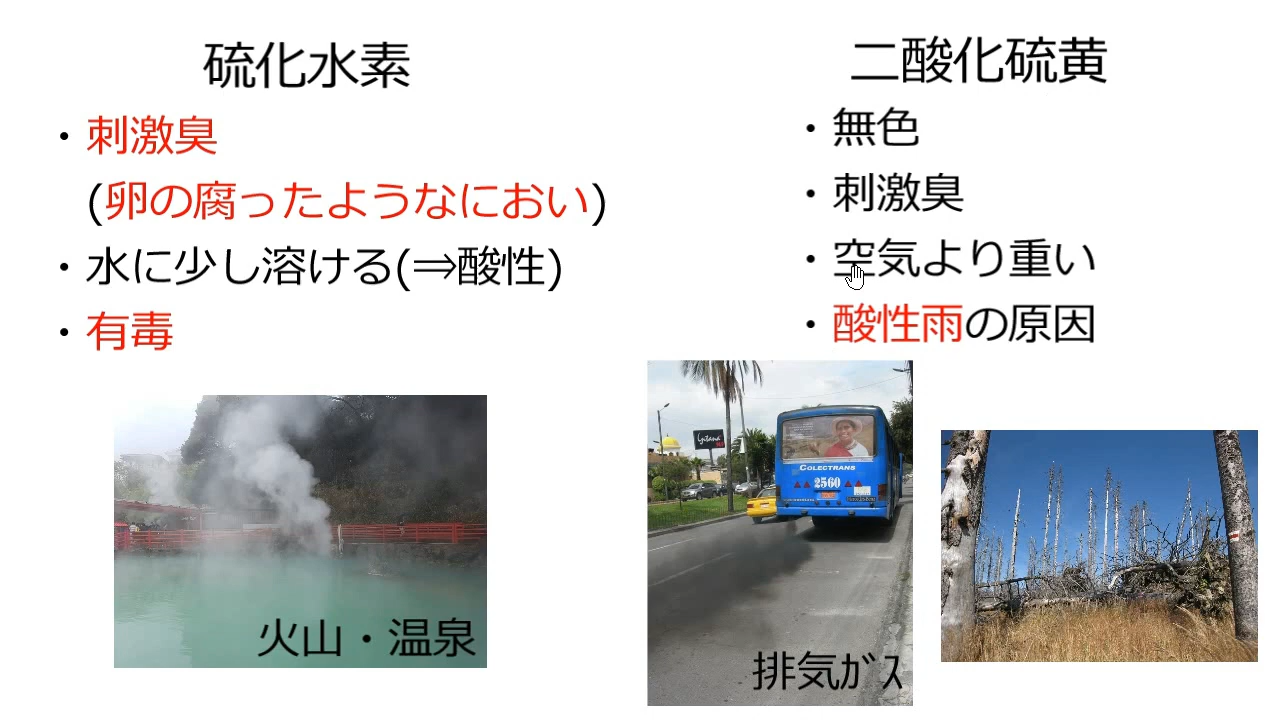 硫化水素
・刺激臭
(卵の腐ったようなにおい)
・水に少し溶ける(⇒酸性)
・有毒
火山・温泉
二酸化硫黄
・無色
・刺激臭
・空気より重い
・酸性雨の原因
COLECTRANS
2560
排気ガス